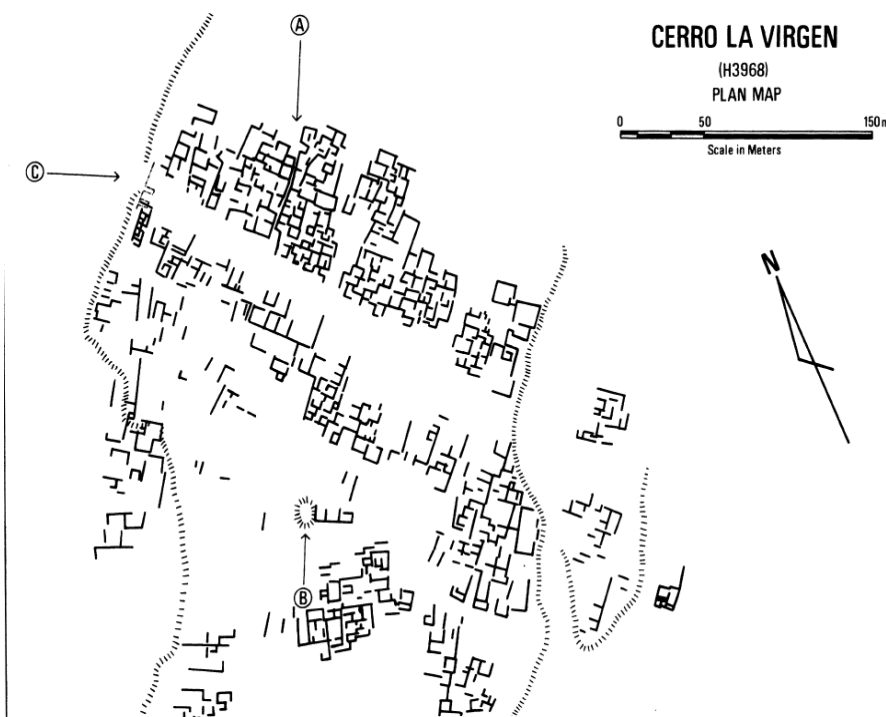 A
CERRO LA VIRGEN
(H3968)
PLAN MAP
0 50 150m
Scale in Meters
C
N
B